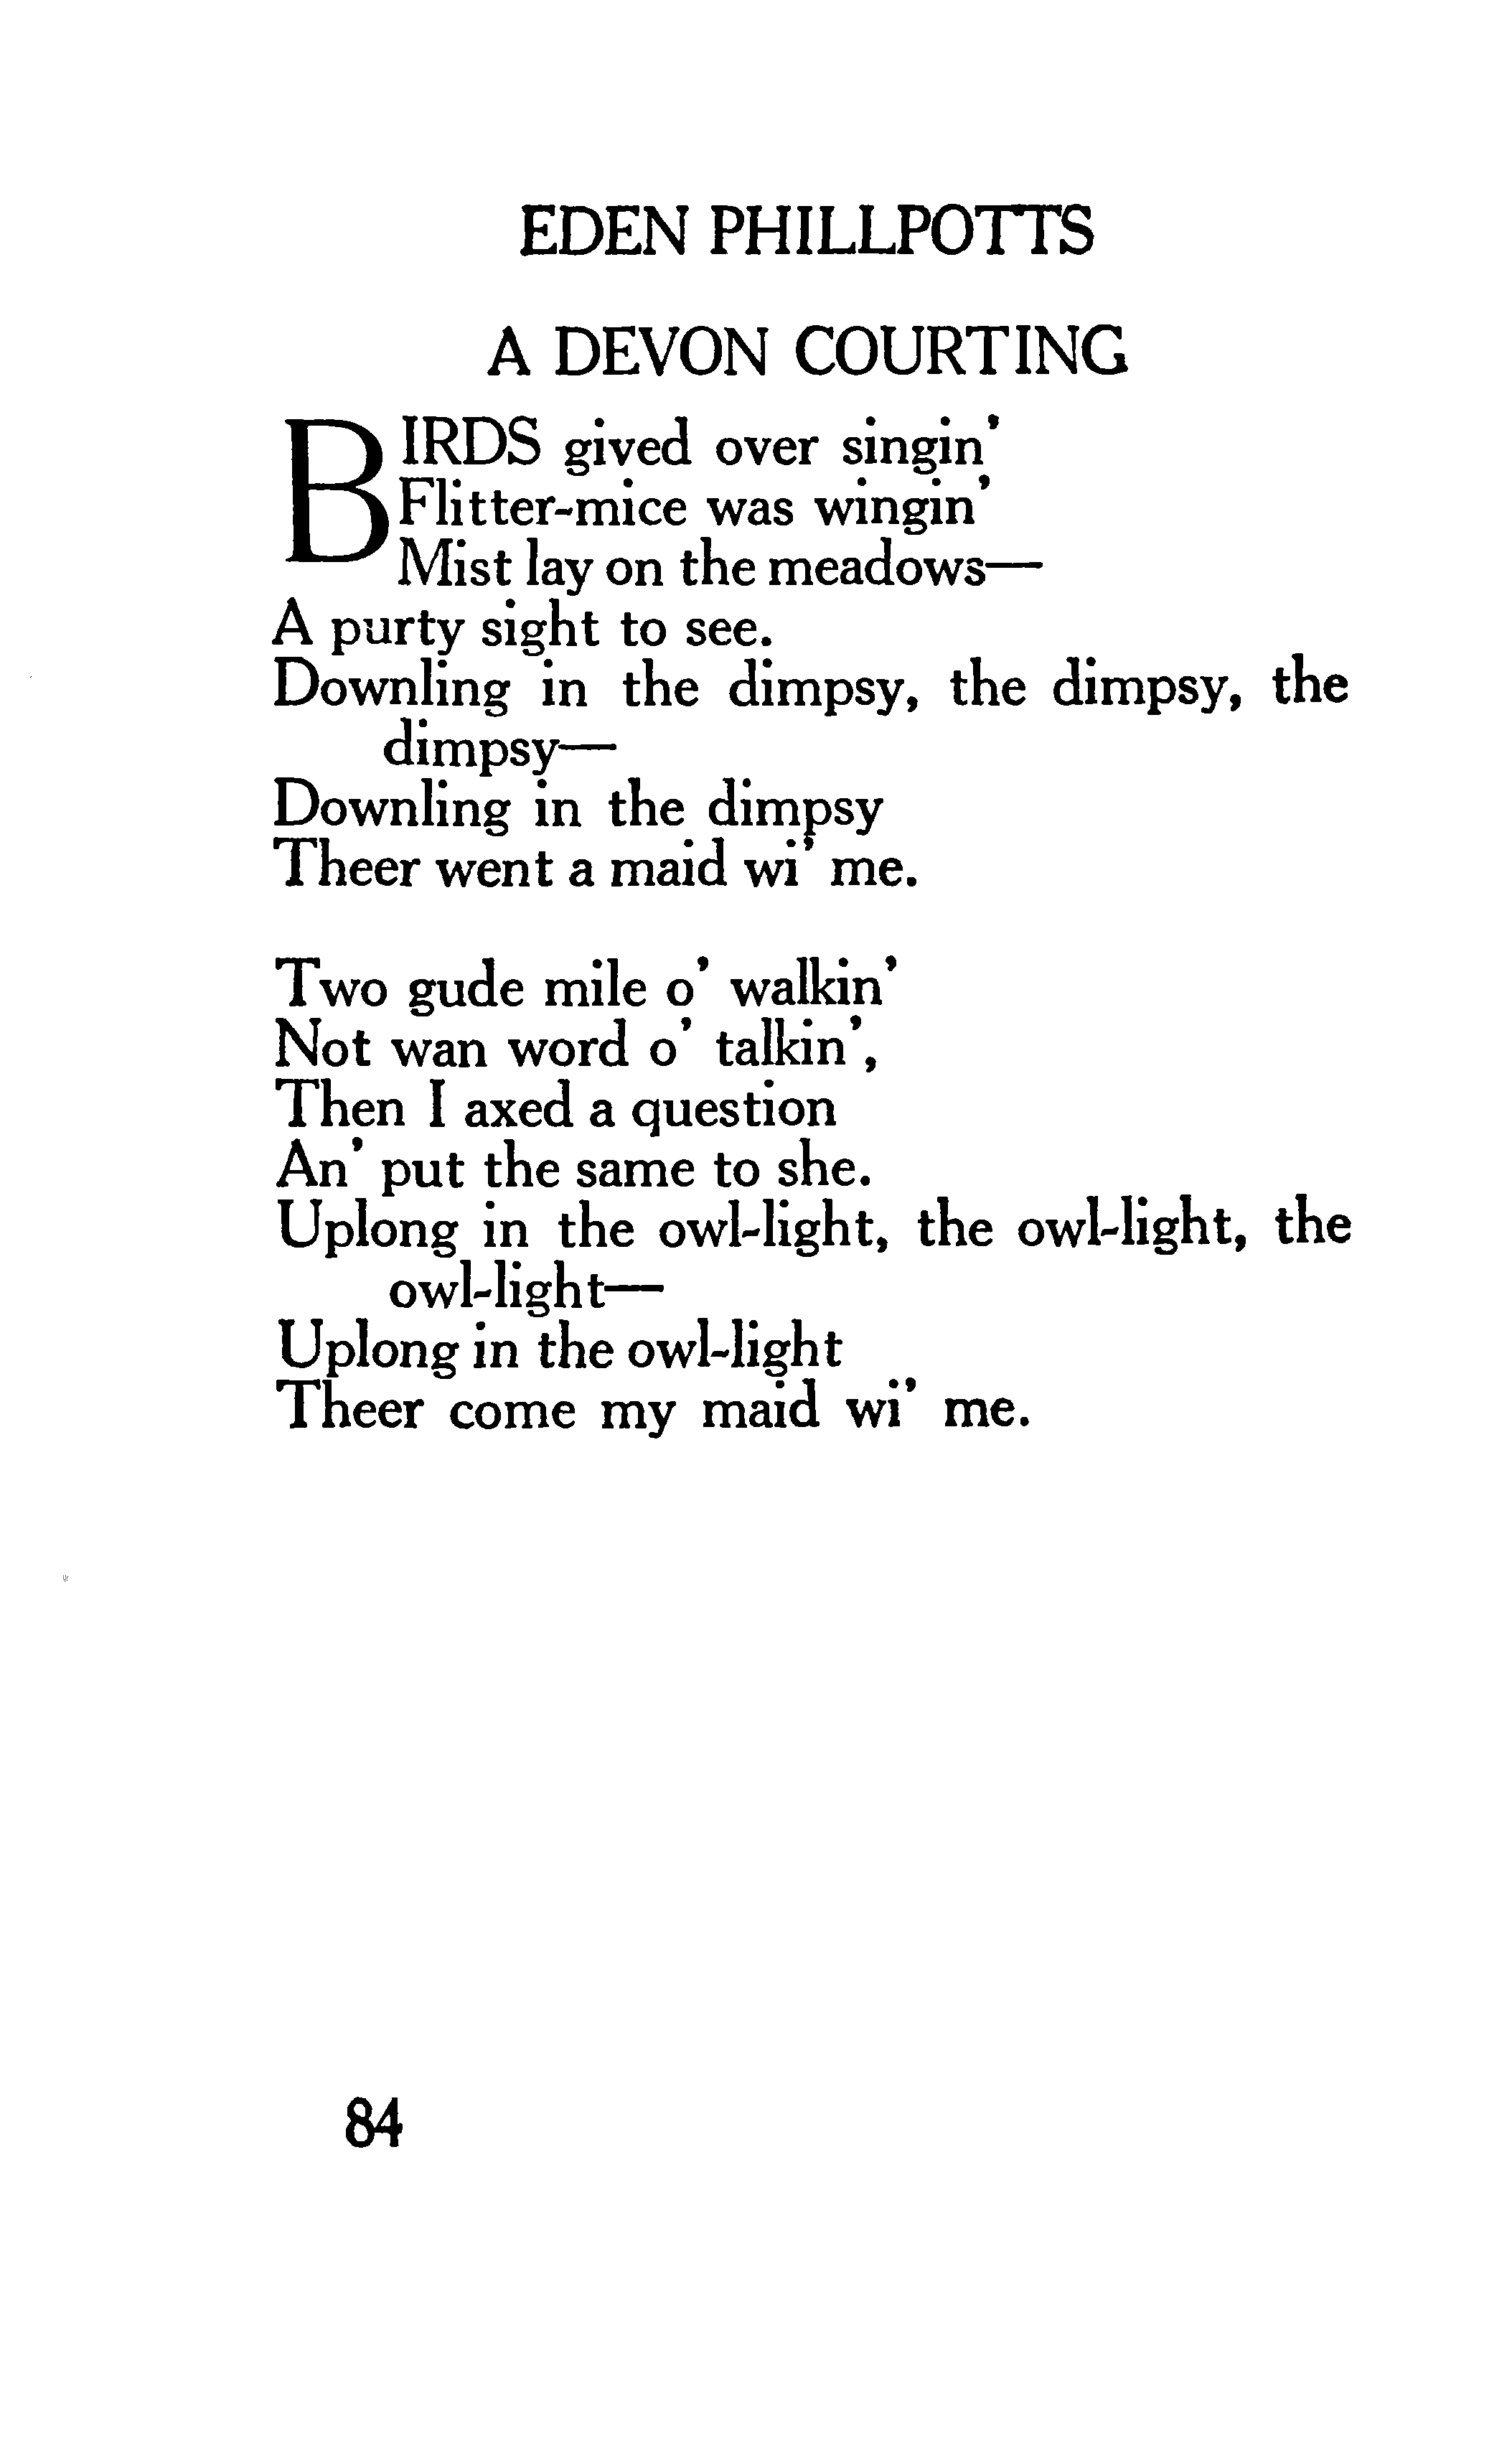 EDEN PHILLPOTTS
A DEVON COURTING
BIRDS gived over singin’
Flitter-mice was wingin’
Mist lay on the meadows—
A purty sight to see.
Downling in the dimpsy, the dimpsy, the
dimpsy—
Downling in the dimpsy
Theer went a maid wi’ me.
Two gude mile o’ walkin’
Not wan word o’ talkin’,
Then I axed a question
An’ put the same to she.
Uplong in the owl-light, the owl-light, the
owl-light—
Uplong in the owl-light
Theer come my maid wi’ me.
84